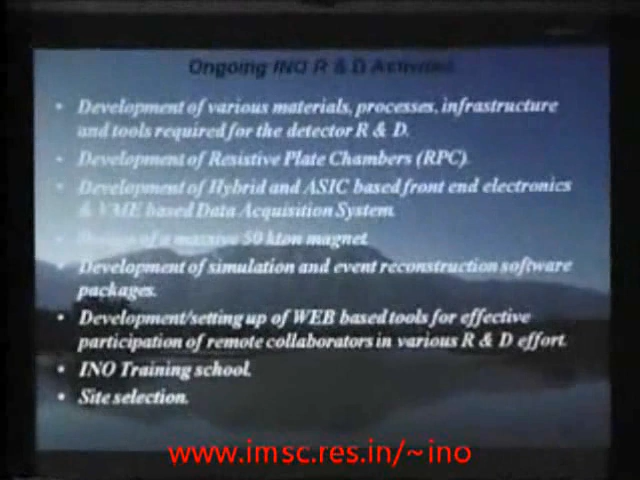 Ongoing INO R & D Activities
• Development of various materials, processes, infrastructure
and tools required for the detector R & D.
• Development of Resistive Plate Chambers (RPC).
• Development of Hybrid and ASIC based front end electronics
& VME based Data Acquisition System.
• Design of a massive 50 kton magnet
• Development of simulation and event reconstruction software
packages.
• Development/setting up of WEB based tools for effective
participation of remote collaborators in various R & D effort.
• INO Training school.
• Site selection.
www.imsc.res.in/~ino